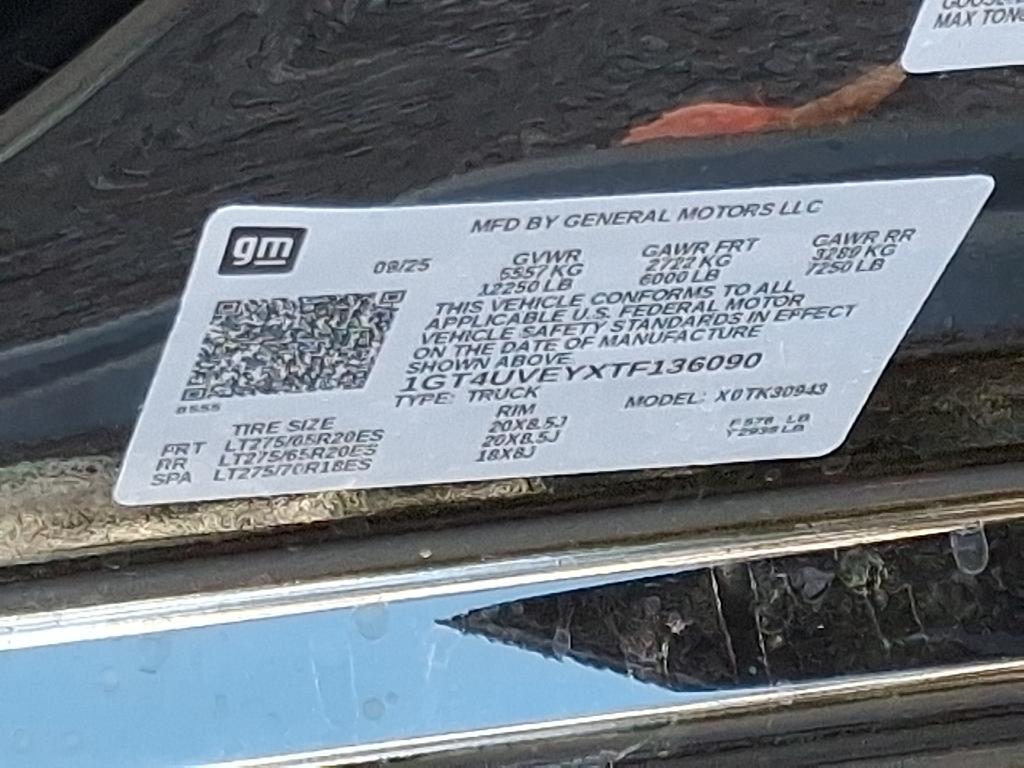 MAX TONG
gm
MFD BY GENERAL MOTORS LLC
09/25
GVWR GAWR FRT GAWR RR
5557 KG 2722 KG 3289 KG
12250 LB 6000 LB 7250 LB
THIS VEHICLE CONFORMS TO ALL
APPLICABLE U.S. FEDERAL MOTOR
VEHICLE SAFETY STANDARDS IN EFFECT
ON THE DATE OF MANUFACTURE
SHOWN ABOVE.
1GT4UVEYXTF136090
TYPE: TRUCK MODEL: X0TK30943
TIRE SIZE RIM
FRT LT275/65R20ES 20X8.5J
RR LT275/65R20ES 20X8.5J
SPA LT275/70R18ES 18X8J